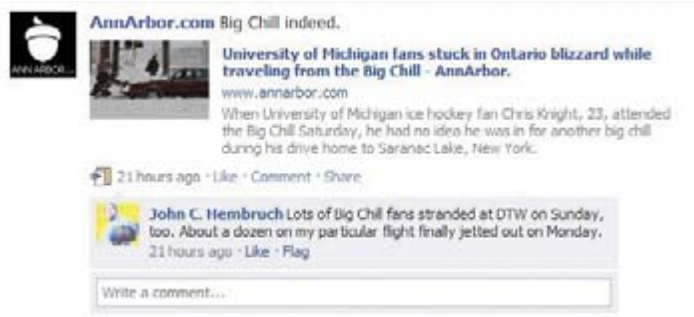 AnnArbor.com Big Chill indeed.
University of Michigan fans stuck in Ontario blizzard while
traveling from the Big Chill - AnnArbor.
www.annarbor.com
When University of Michigan ice hockey fan Chris Knight, 23, attended
the Big Chill Saturday, he had no idea he was in for another big chill
during his drive home to Saranac Lake, New York.
ANN ARBOR
21 hours ago · Like · Comment · Share
John C. Hembruch Lots of Big Chill fans stranded at DTW on Sunday,
too. About a dozen on my particular flight finally jetted out on Monday.
21 hours ago · Like · Flag
Write a comment...